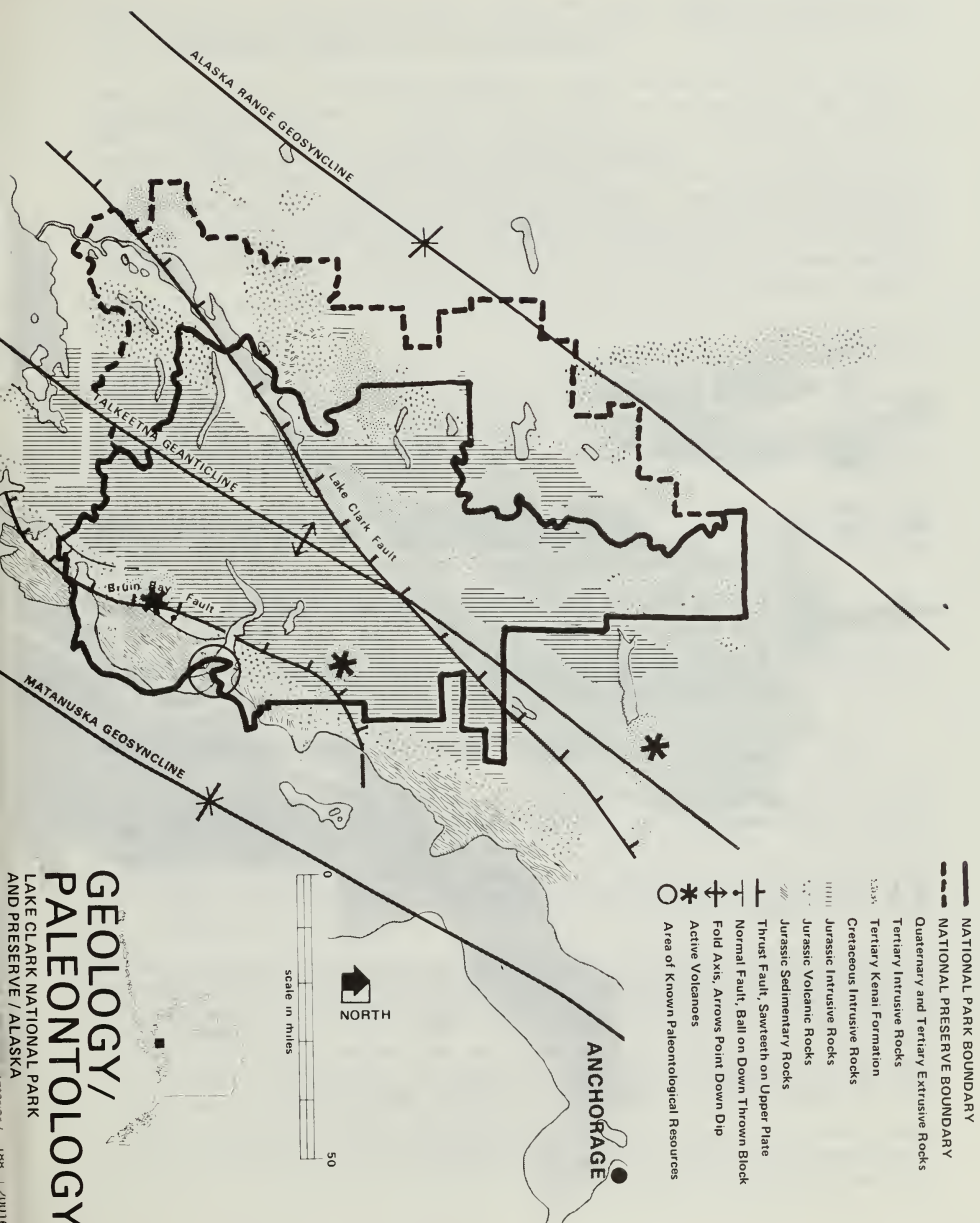 ALASKA RANGE GEOSYNCLINE
Lake Clark Fault
TALKEETNA GEANTICLINE
Bruin Bay Fault
MATANUSKA GEOSYNCLINE
NATIONAL PARK BOUNDARY
NATIONAL PRESERVE BOUNDARY
Quaternary and Tertiary Extrusive Rocks
Tertiary Intrusive Rocks
Tertiary Kenai Formation
Cretaceous Intrusive Rocks
Jurassic Intrusive Rocks
Jurassic Volcanic Rocks
Jurassic Sedimentary Rocks
Thrust Fault, Sawteeth on Upper Plate
Normal Fault, Ball on Down Thrown Block
Fold Axis, Arrows Point Down Dip
Active Volcanoes
Area of Known Paleontological Resources
ANCHORAGE
NORTH
0
50
scale in miles
GEOLOGY/
PALEONTOLOGY
LAKE CLARK NATIONAL PARK
AND PRESERVE / ALASKA